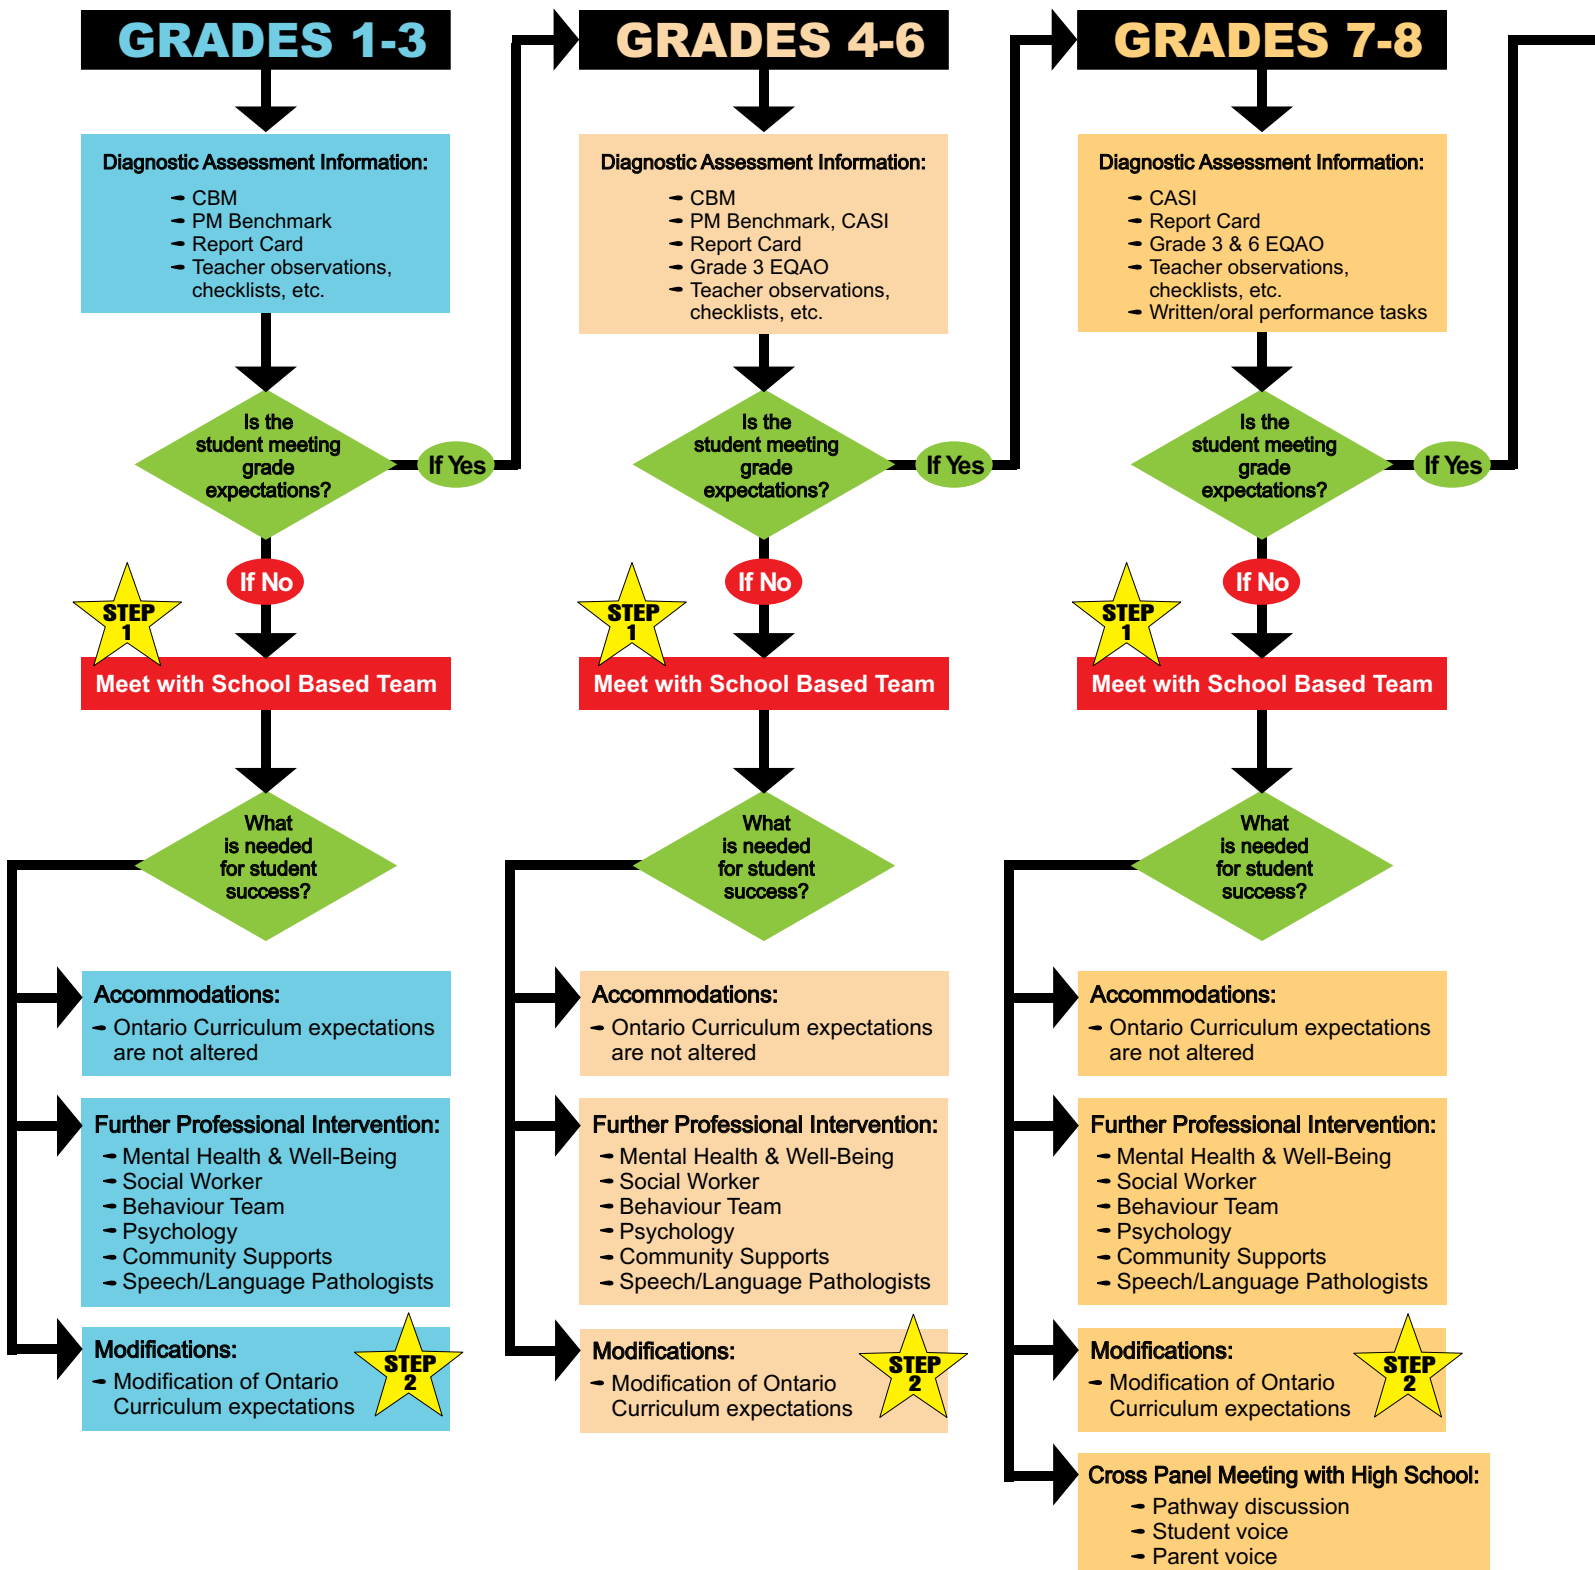 GRADES 1-3
Diagnostic Assessment Information:
CBM
PM Benchmark
Report Card
Teacher observations,
checklists, etc.
Is the
student meeting
grade
expectations?
If Yes
If No
STEP
1
Meet with School Based Team
What
is needed
for student
success?
Accommodations:
Ontario Curriculum expectations
are not altered
Further Professional Intervention:
Mental Health & Well-Being
Social Worker
Behaviour Team
Psychology
Community Supports
Speech/Language Pathologists
Modifications:
Modification of Ontario
Curriculum expectations
STEP
2
GRADES 4-6
Diagnostic Assessment Information:
CBM
PM Benchmark, CASI
Report Card
Grade 3 EQAO
Teacher observations,
checklists, etc.
Is the
student meeting
grade
expectations?
If Yes
If No
STEP
1
Meet with School Based Team
What
is needed
for student
success?
Accommodations:
Ontario Curriculum expectations
are not altered
Further Professional Intervention:
Mental Health & Well-Being
Social Worker
Behaviour Team
Psychology
Community Supports
Speech/Language Pathologists
Modifications:
Modification of Ontario
Curriculum expectations
STEP
2
GRADES 7-8
Diagnostic Assessment Information:
CASI
Report Card
Grade 3 & 6 EQAO
Teacher observations,
checklists, etc.
Written/oral performance tasks
Is the
student meeting
grade
expectations?
If Yes
If No
STEP
1
Meet with School Based Team
What
is needed
for student
success?
Accommodations:
Ontario Curriculum expectations
are not altered
Further Professional Intervention:
Mental Health & Well-Being
Social Worker
Behaviour Team
Psychology
Community Supports
Speech/Language Pathologists
Modifications:
Modification of Ontario
Curriculum expectations
STEP
2
Cross Panel Meeting with High School:
Pathway discussion
Student voice
Parent voice